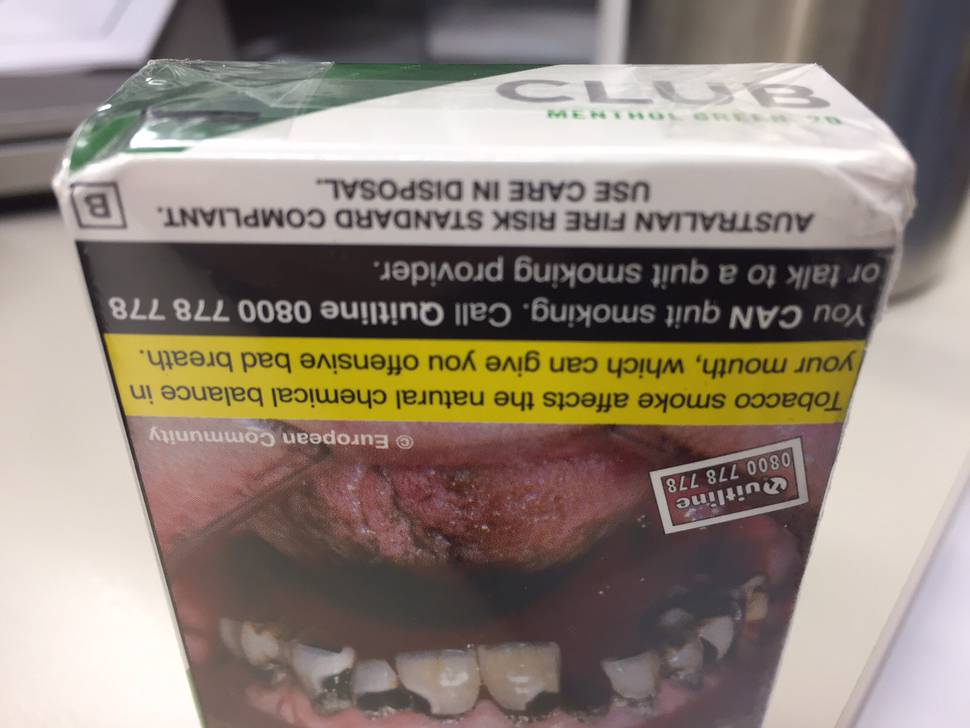 CLUB
MENTHOL GREEN 20
AUSTRALIAN FIRE RISK STANDARD COMPLIANT.
USE CARE IN DISPOSAL.
B
Tobacco smoke affects the natural chemical balance in
your mouth, which can give you offensive bad breath.
You CAN quit smoking. Call Quitline 0800 778 778
or talk to a quit smoking provider.
© European Community
Quitline
0800 778 778